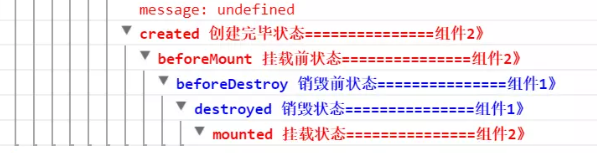 message: undefined
created 创建完毕状态===============组件2》
beforeMount 挂载前状态===============组件2》
beforeDestroy 销毁前状态===============组件1》
destroyed 销毁状态===============组件1》
mounted 挂载状态===============组件2》